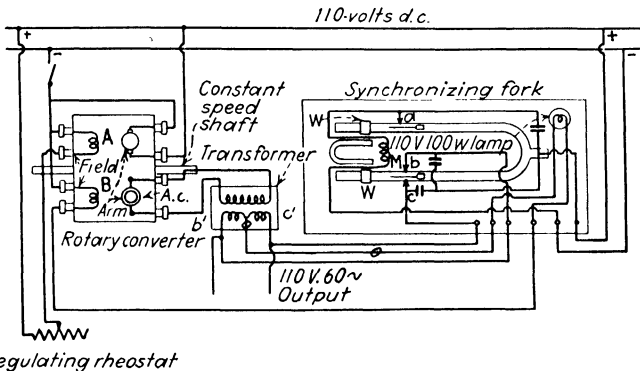 110-volts d.c.
+
−
+
−
Constant
speed
shaft
Synchronizing fork
W
a
A
110 V 100 w lamp
Transformer
M
b
Field
B
A.c.
W
c
Arm
b'
c'
Rotary converter
110 V. 60~
Output
egulating rheostat